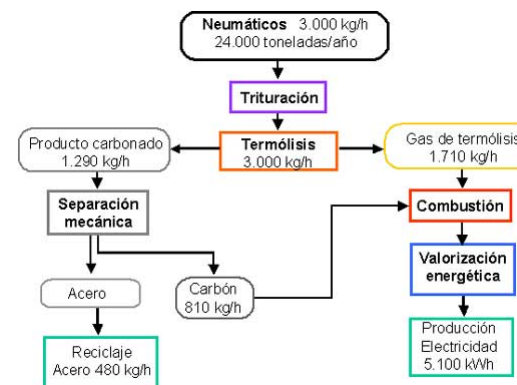 Neumáticos 3.000 kg/h
24.000 toneladas/año
Trituración
Producto carbonado
1.290 kg/h
Termólisis
3.000 kg/h
Gas de termólisis
1.710 kg/h
Separación
mecánica
Combustión
Acero
Carbón
810 kg/h
Valorización
energética
Reciclaje
Acero 480 kg/h
Producción
Electricidad
5.100 kWh